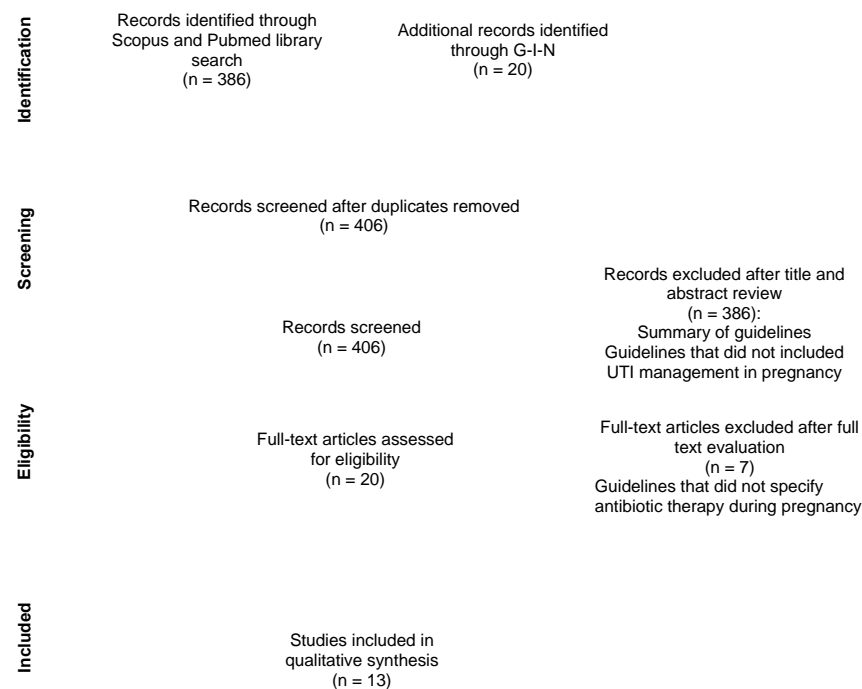 Identification
Records identified through
Scopus and Pubmed library
search
(n = 386)
Additional records identified
through G-I-N
(n = 20)
Screening
Records screened after duplicates removed
(n = 406)
Records screened
(n = 406)
Records excluded after title and
abstract review
(n = 386):
Summary of guidelines
Guidelines that did not included
UTI management in pregnancy
Eligibility
Full-text articles assessed
for eligibility
(n = 20)
Full-text articles excluded after full
text evaluation
(n = 7)
Guidelines that did not specify
antibiotic therapy during pregnancy
Included
Studies included in
qualitative synthesis
(n = 13)